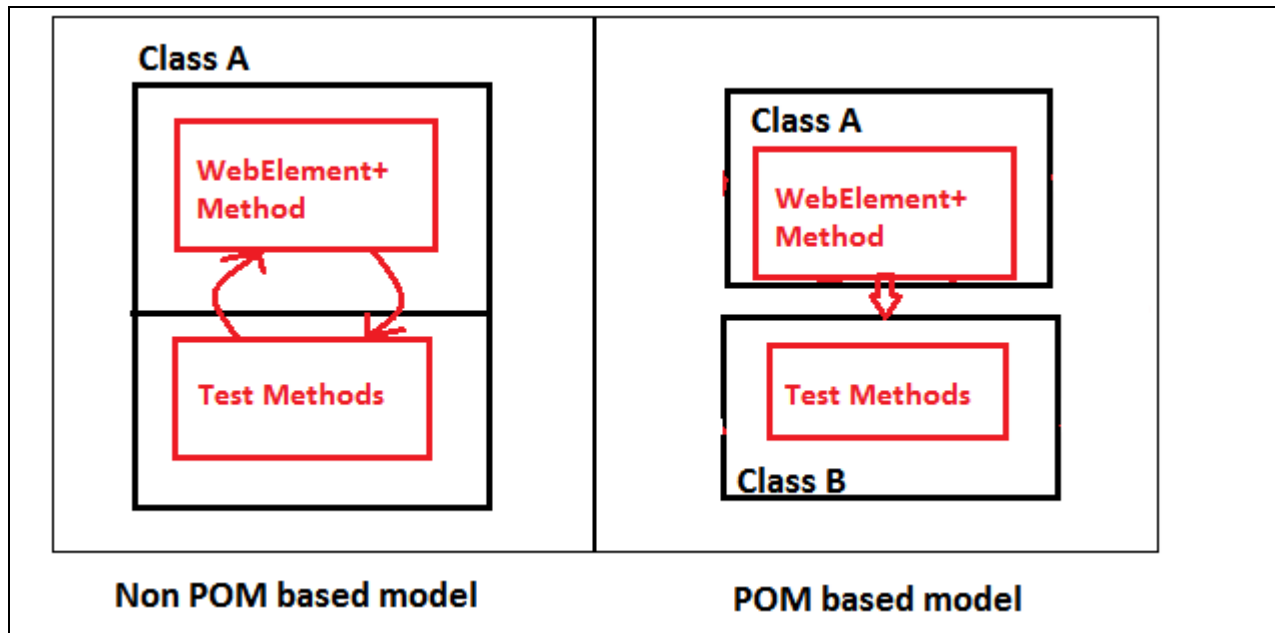 Class A
WebElement+
Method
Test Methods
Non POM based model
Class A
WebElement+
Method
Test Methods
Class B
POM based model